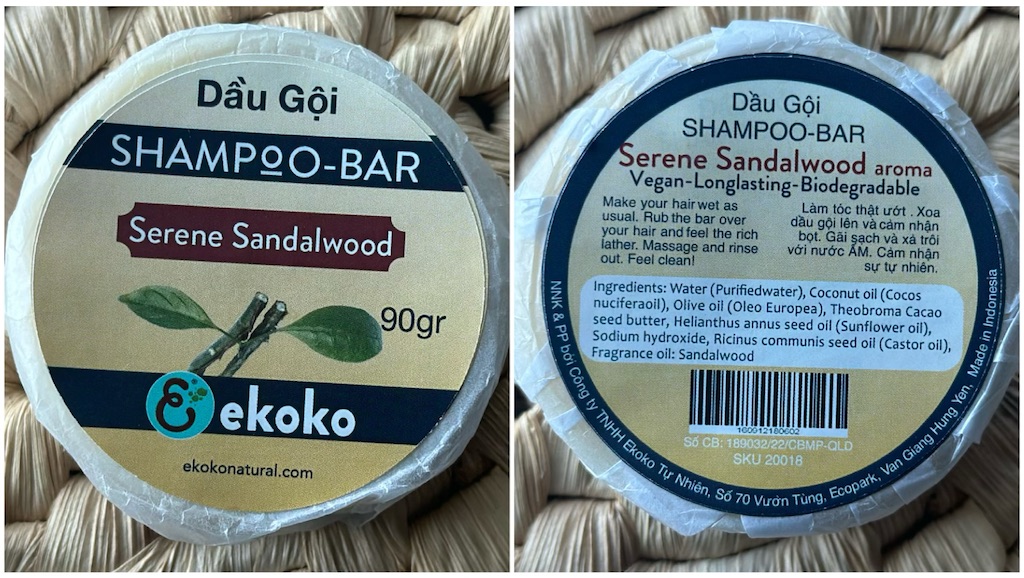 Dầu Gội
SHAMPOO-BAR
Serene Sandalwood
90gr
ekoko
ekokonatural.com
Dầu Gội
SHAMPOO-BAR
Serene Sandalwood aroma
Vegan-Longlasting-Biodegradable
Make your hair wet as
usual. Rub the bar over
your hair and feel the rich
lather. Massage and rinse
out. Feel clean!
Làm tóc thật ướt . Xoa
dầu gội lên và cảm nhận
bọt. Gãi sạch và xả trôi
với nước ẤM. Cảm nhận
sự tự nhiên.
Ingredients: Water (Purifiedwater), Coconut oil (Cocos
nuciferaoil), Olive oil (Oleo Europea), Theobroma Cacao
seed butter, Helianthus annus seed oil (Sunflower oil),
Sodium hydroxide, Ricinus communis seed oil (Castor oil),
Fragrance oil: Sandalwood
160912180602
Số CB: 189032/22/CBMP-QLD
SKU 20018
NNK & PP bởi Công ty TNHH Ekoko Tự Nhiên, Số 70 Vườn Tùng, Ecopark, Van Giang Hung Yen, Made in Indonesia